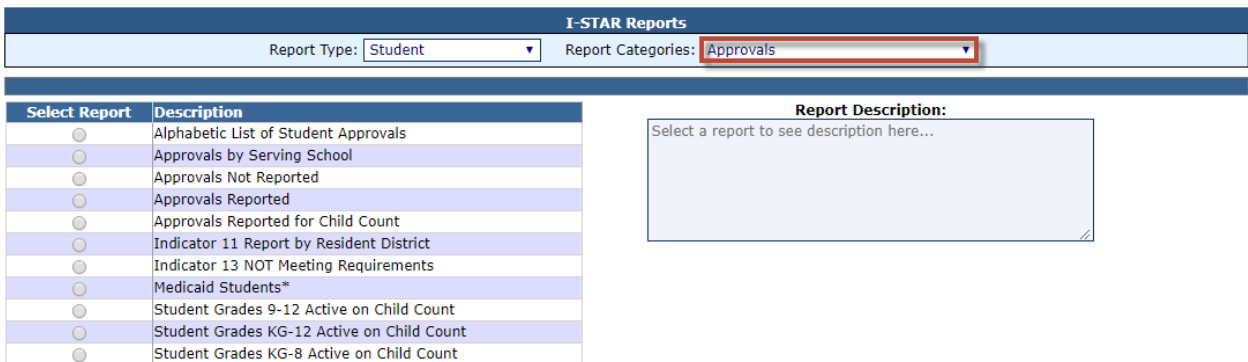 I-STAR Reports
Report Type: Student Report Categories: Approvals
Select Report Description
Alphabetic List of Student Approvals
Approvals by Serving School
Approvals Not Reported
Approvals Reported
Approvals Reported for Child Count
Indicator 11 Report by Resident District
Indicator 13 NOT Meeting Requirements
Medicaid Students*
Student Grades 9-12 Active on Child Count
Student Grades KG-12 Active on Child Count
Student Grades KG-8 Active on Child Count
Report Description:
Select a report to see description here...